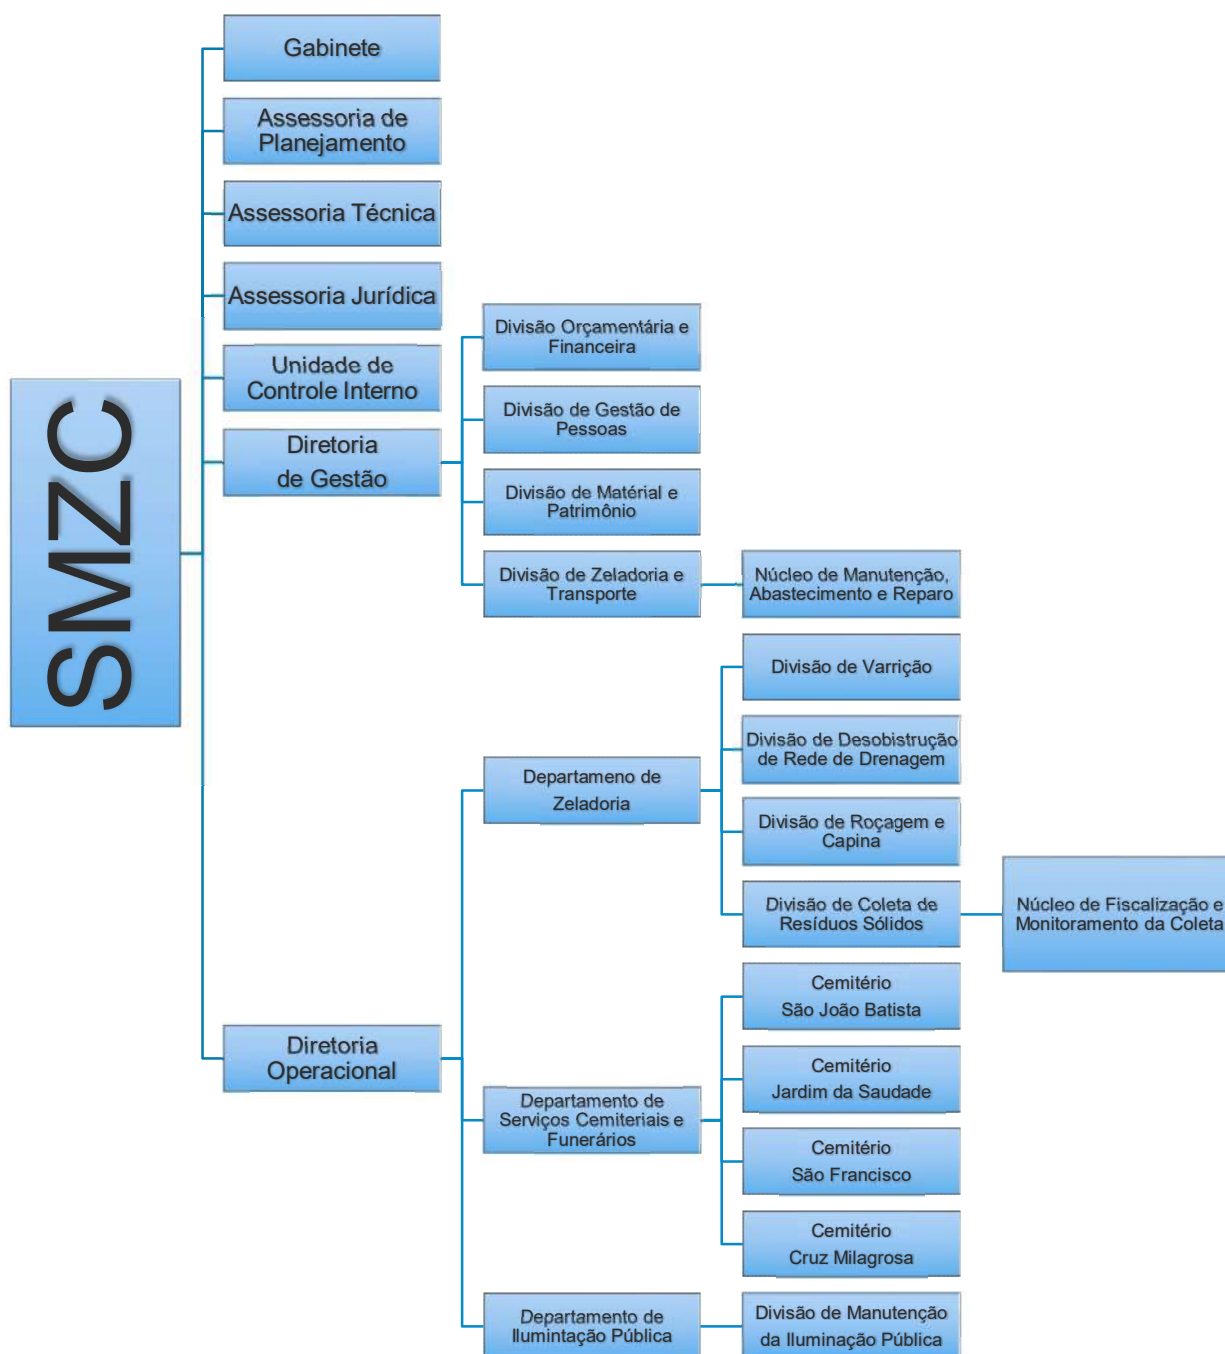 SMZC
Gabinete
Assessoria de
Planejamento
Assessoria Técnica
Assessoria Jurídica
Unidade de
Controle Interno
Diretoria
de Gestão
Divisão Orçamentária e
Financeira
Divisão de Gestão de
Pessoas
Divisão de Matérial e
Patrimônio
Divisão de Zeladoria e
Transporte
Núcleo de Manutenção,
Abastecimento e Reparo
Diretoria
Operacional
Departameno de
Zeladoria
Divisão de Varrição
Divisão de Desobistrução
de Rede de Drenagem
Divisão de Roçagem e
Capina
Divisão de Coleta de
Resíduos Sólidos
Núcleo de Fiscalização e
Monitoramento da Coleta
Departamento de
Serviços Cemiteriais e
Funerários
Cemitério
São João Batista
Cemitério
Jardim da Saudade
Cemitério
São Francisco
Cemitério
Cruz Milagrosa
Departamento de
Ilumintação Pública
Divisão de Manutenção
da Iluminação Pública